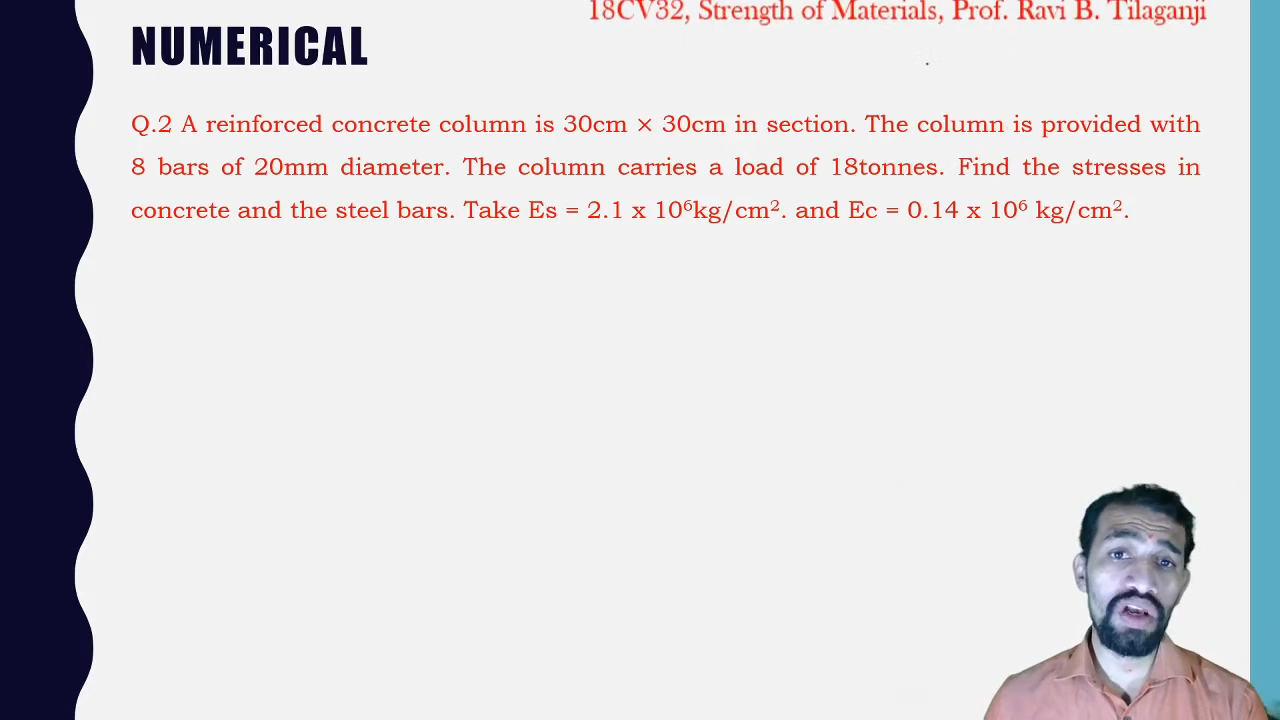 18CV32, Strength of Materials, Prof. Ravi B. Tilaganji
NUMERICAL
Q.2 A reinforced concrete column is 30cm × 30cm in section. The column is provided with
8 bars of 20mm diameter. The column carries a load of 18tonnes. Find the stresses in
concrete and the steel bars. Take Es = 2.1 x 10⁶kg/cm². and Ec = 0.14 x 10⁶ kg/cm².